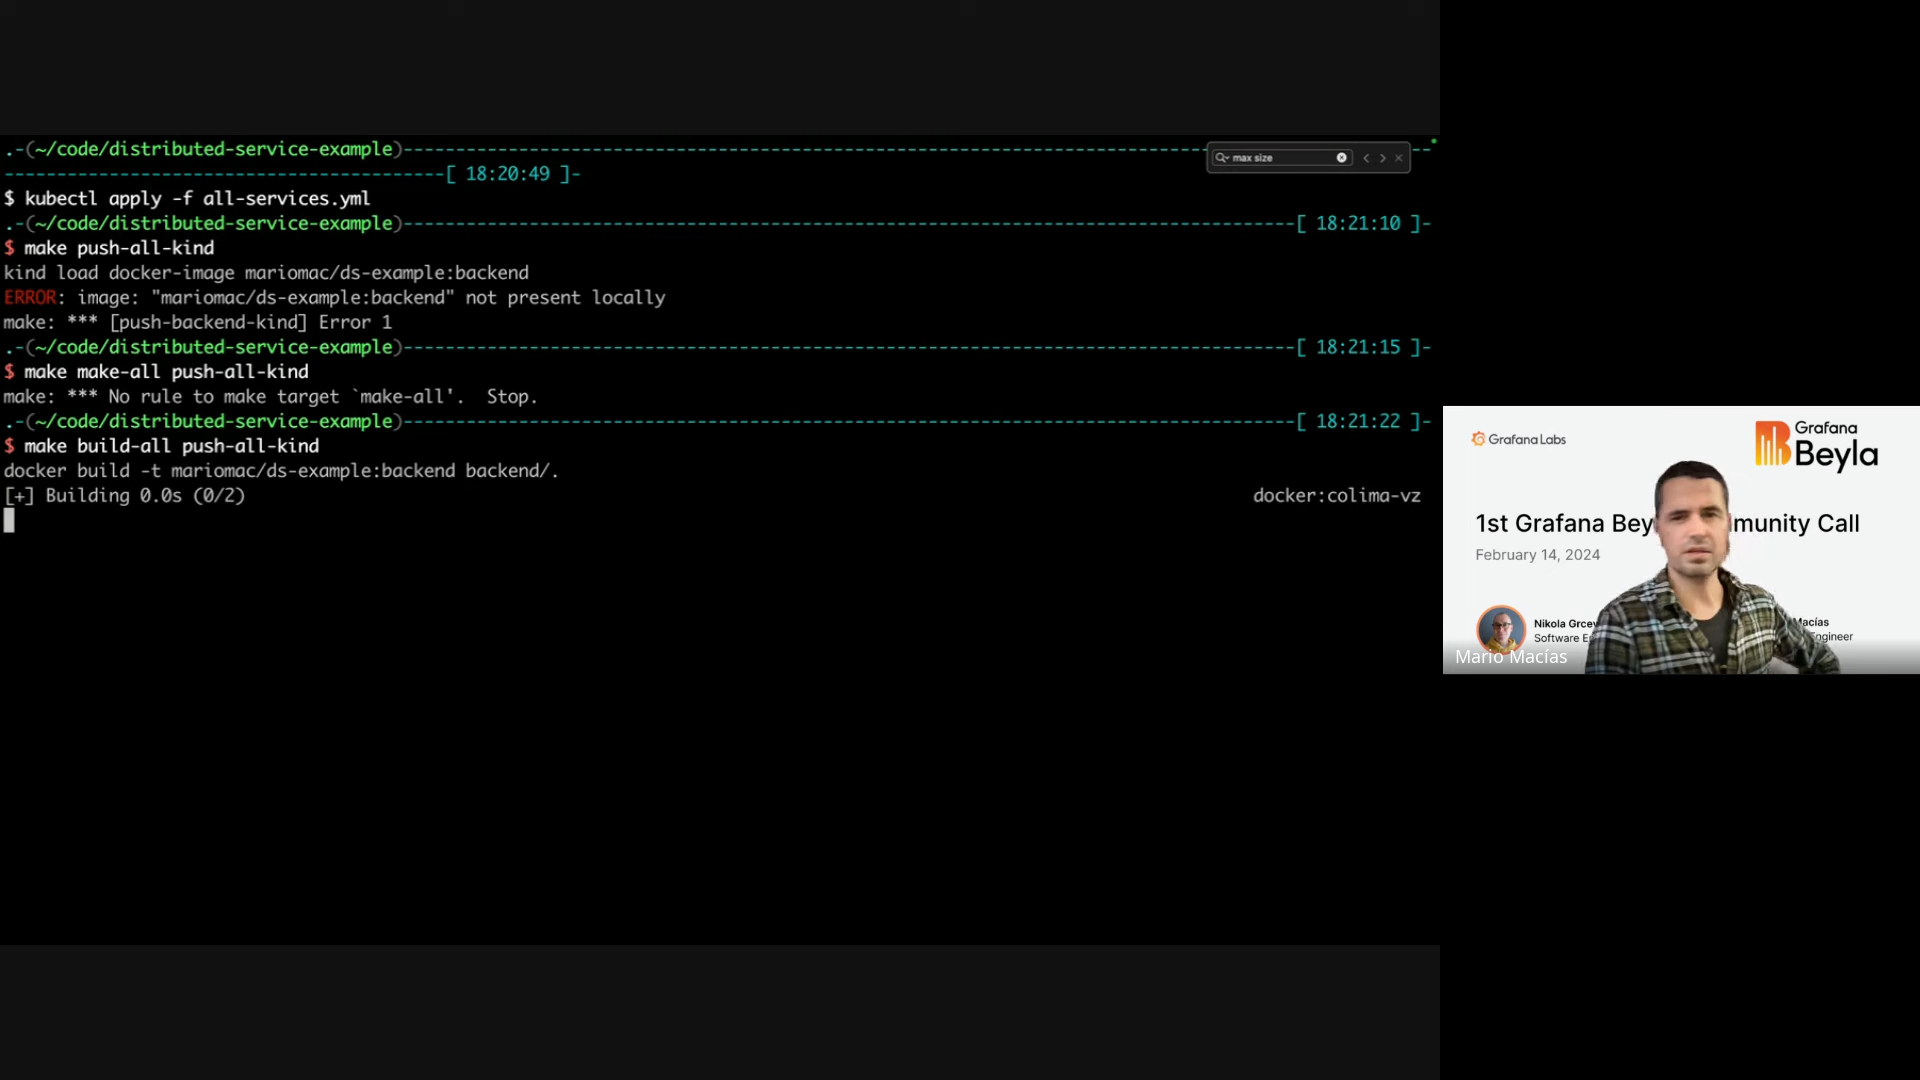 .-(~/code/distributed-service-example)--------------------------------------------------------------------------------
------------------------------------------[ 18:20:49 ]-
max size
$ kubectl apply -f all-services.yml
.-(~/code/distributed-service-example)-------------------------------------------------------------------------------------[ 18:21:10 ]-
$ make push-all-kind
kind load docker-image mariomac/ds-example:backend
ERROR: image: "mariomac/ds-example:backend" not present locally
make: *** [push-backend-kind] Error 1
.-(~/code/distributed-service-example)-------------------------------------------------------------------------------------[ 18:21:15 ]-
$ make make-all push-all-kind
make: *** No rule to make target `make-all'.  Stop.
.-(~/code/distributed-service-example)-------------------------------------------------------------------------------------[ 18:21:22 ]-
$ make build-all push-all-kind
docker build -t mariomac/ds-example:backend backend/.
[+] Building 0.0s (0/2) docker:colima-vz
Grafana Labs
Grafana
Beyla
1st Grafana Bey munity Call
February 14, 2024
Nikola Grcev
Software E
Macías
Engineer
Mario Macías